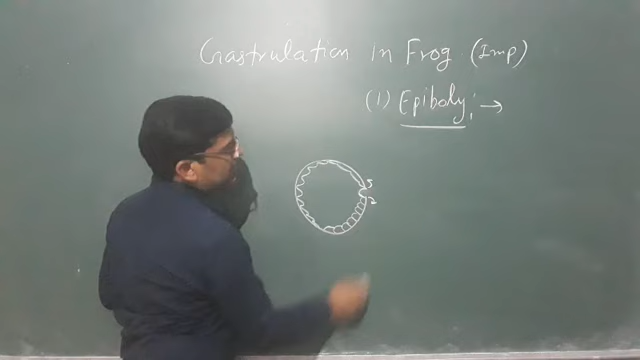 Gastrulation in Frog (Imp)
(1) Epiboly: →